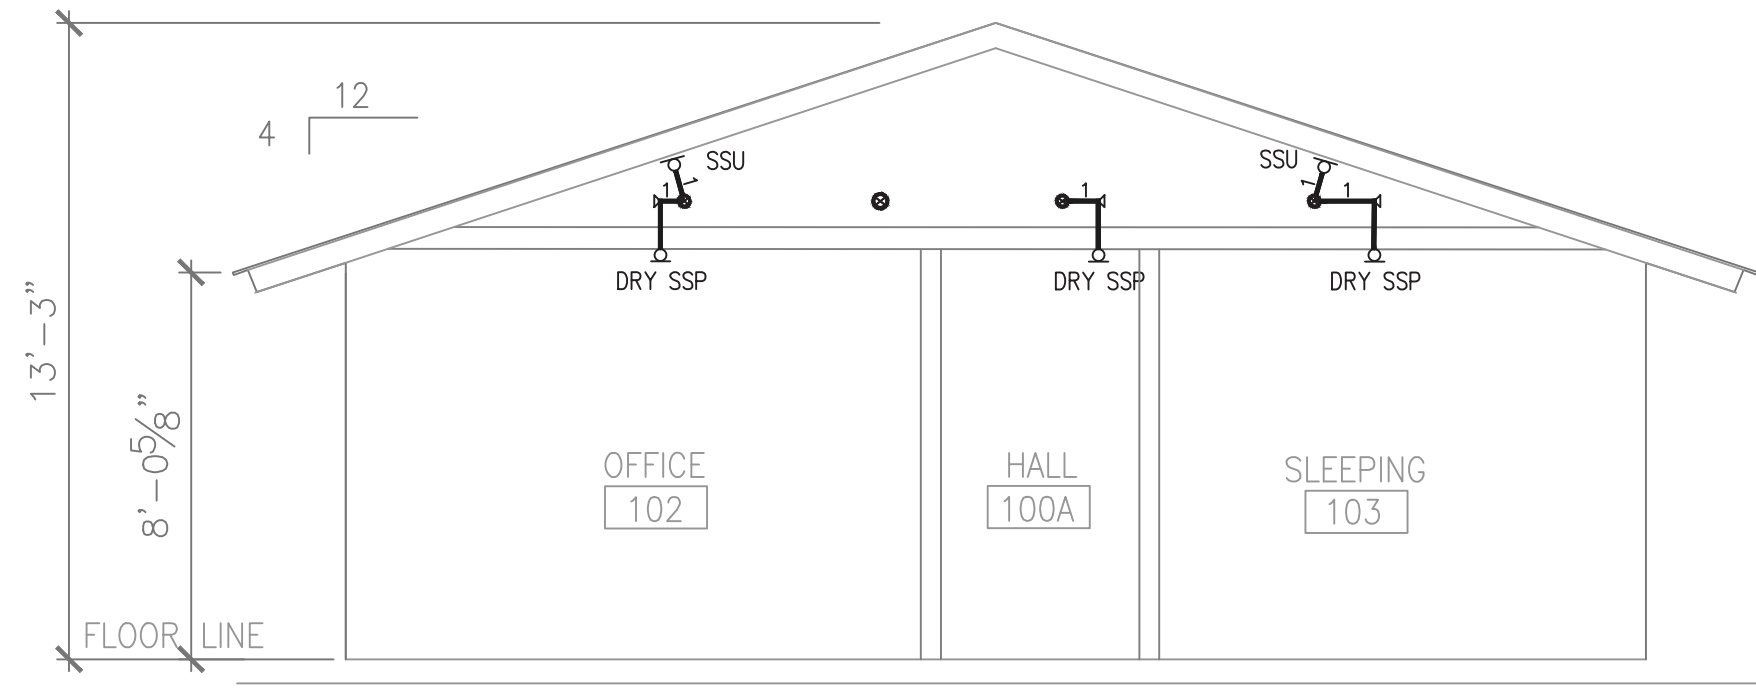 12
4
SSU
SSU
1
1
1
1
1
DRY SSP
DRY SSP
DRY SSP
13'-3"
8'-0 5/8"
OFFICE
102
HALL
100A
SLEEPING
103
FLOOR LINE